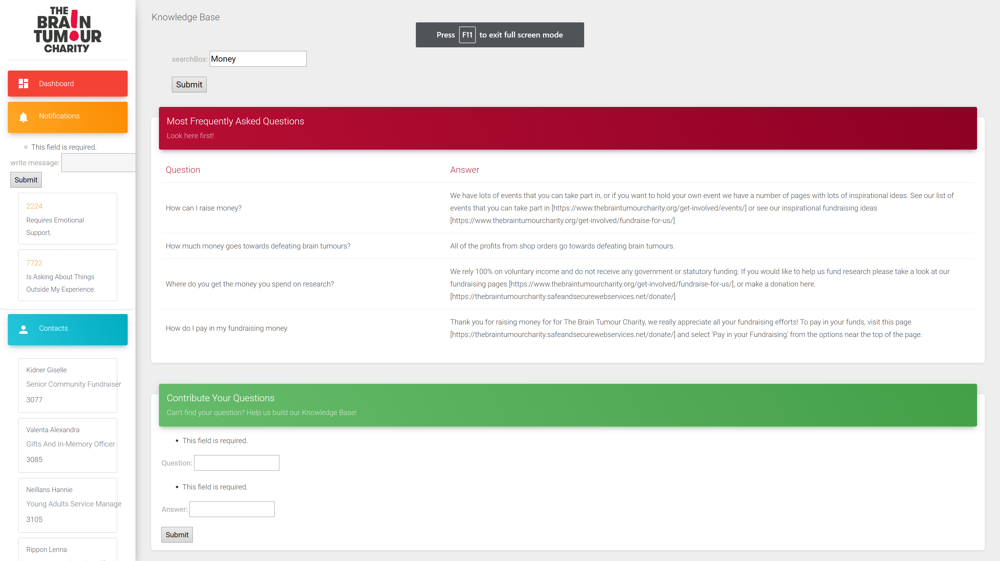 THE
BRA!N
TUMOUR
CHARITY
Dashboard
Notifications
This field is required.
write message:
Submit
2224
Requires Emotional
Support.
7722
Is Asking About Things
Outside My Experience.
Contacts
Kidner Giselle
Senior Community Fundraiser
3077
Valenta Alexandra
Gifts And In-Memory Officer
3085
Neillans Hannie
Young Adults Service Manage
3105
Rippon Lenna
Knowledge Base
Press F11 to exit full screen mode
searchBox: Money
Submit
Most Frequently Asked Questions
Look here first!
Question Answer
How can I raise money?
We have lots of events that you can take part in, or if you want to hold your own event we have a number of pages with lots of inspirational ideas. See our list of
events that you can take part in [https://www.thebraintumourcharity.org/get-involved/events/] or see our inspirational fundraising ideas
[https://www.thebraintumourcharity.org/get-involved/fundraise-for-us/]
How much money goes towards defeating brain tumours?
All of the profits from shop orders go towards defeating brain tumours.
Where do you get the money you spend on research?
We rely 100% on voluntary income and do not receive any government or statutory funding. If you would like to help us fund research please take a look at our
fundraising pages [https://www.thebraintumourcharity.org/get-involved/fundraise-for-us/], or make a donation here.
[https://thebraintumourcharity.safeandsecurewebservices.net/donate/]
How do I pay in my fundraising money
Thank you for raising money for for The Brain Tumour Charity, we really appreciate all your fundraising efforts! To pay in your funds, visit this page
[https://thebraintumourcharity.safeandsecurewebservices.net/donate/] and select 'Pay in your Fundraising' from the options near the top of the page.
Contribute Your Questions
Can't find your question? Help us build our Knowledge Base!
This field is required.
Question:
This field is required.
Answer:
Submit